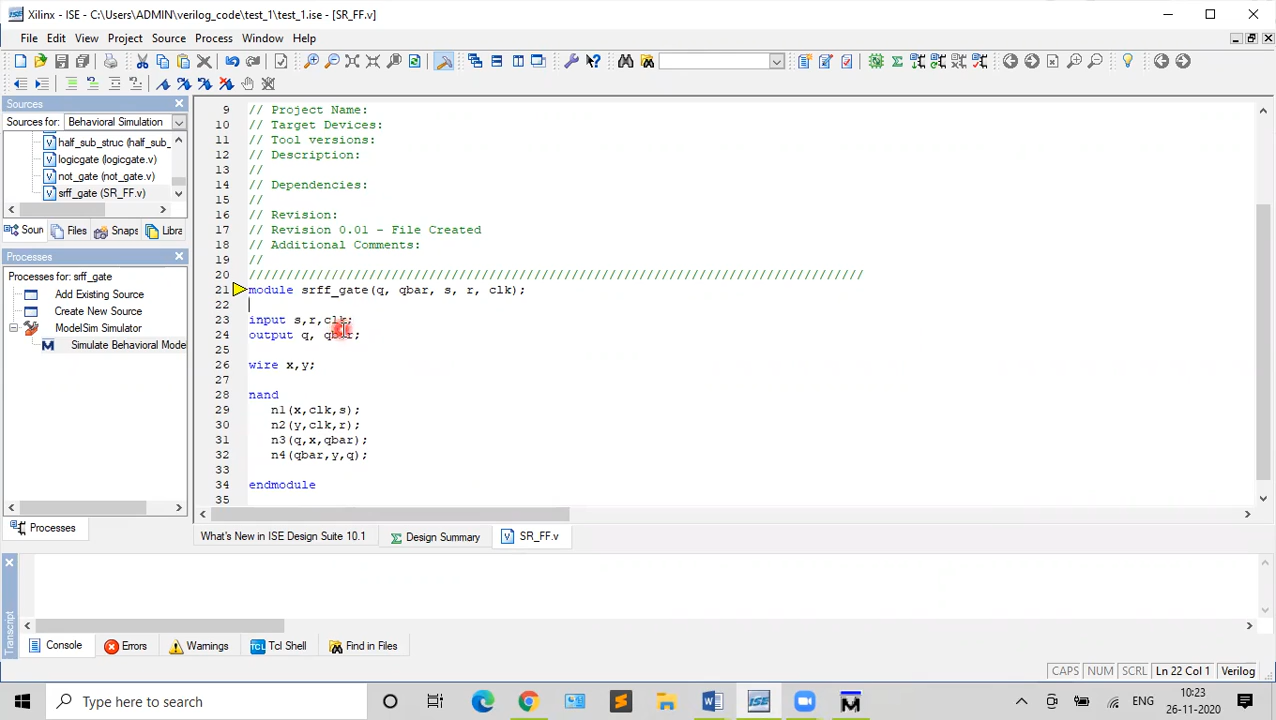 Xilinx - ISE - C:\Users\ADMIN\verilog_code\test_1\test_1.ise - [SR_FF.v]
File Edit View Project Source Process Window Help
Sources
Sources for: Behavioral Simulation
half_sub_struc (half_sub_
logicgate (logicgate.v)
not_gate (not_gate.v)
srff_gate (SR_FF.v)
Soun Files Snaps Libra
Processes
Processes for: srff_gate
Add Existing Source
Create New Source
ModelSim Simulator
Simulate Behavioral Mode
Processes
9 // Project Name:
10 // Target Devices:
11 // Tool versions:
12 // Description:
13 //
14 // Dependencies:
15 //
16 // Revision:
17 // Revision 0.01 - File Created
18 // Additional Comments:
19 //
20 //////////////////////////////////////////////////////////////////////////////////
21 module srff_gate(q, qbar, s, r, clk);
22
23 input s,r,clk;
24 output q, qbar;
25
26 wire x,y;
27
28 nand
29 n1(x,clk,s);
30 n2(y,clk,r);
31 n3(q,x,qbar);
32 n4(qbar,y,q);
33
34 endmodule
35
What's New in ISE Design Suite 10.1 Design Summary SR_FF.v
Transcript
Console Errors Warnings Tcl Shell Find in Files
CAPS NUM SCRL Ln 22 Col 1 Verilog
Type here to search
ENG
10:23
26-11-2020